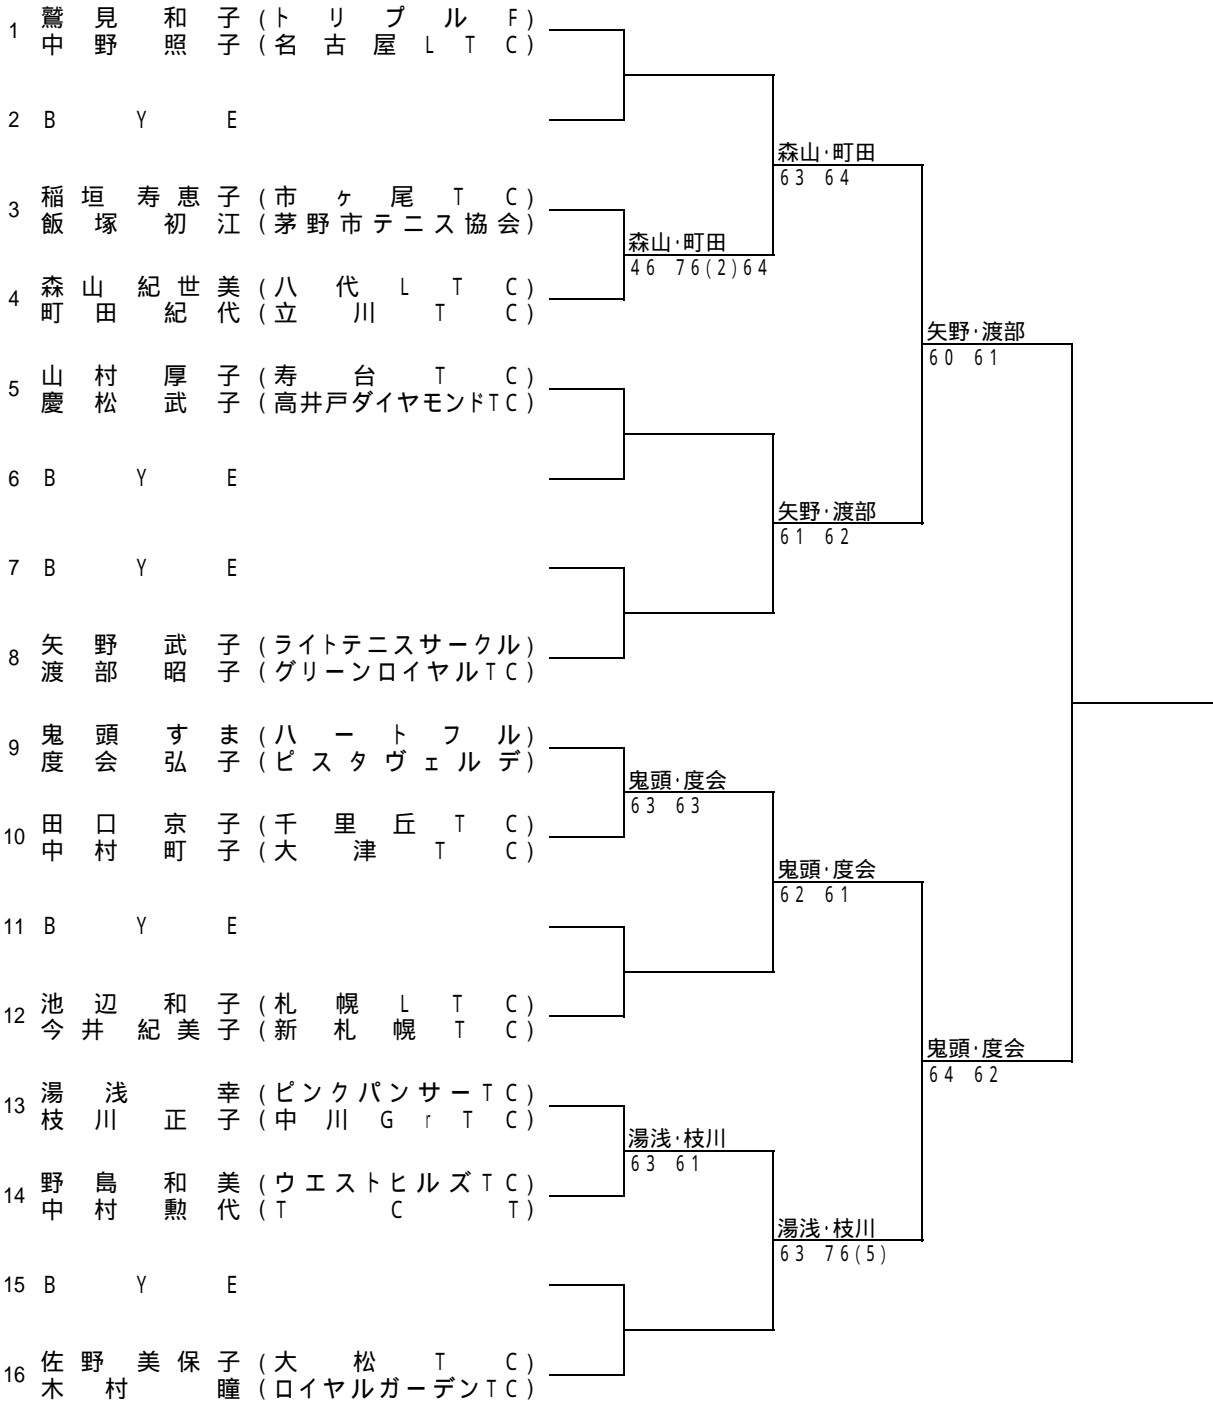 1 鷲見和子(トリプルF)
中野照子(名古屋LTC)
2 BYE
森山・町田
63 64
3 稲垣寿恵子(市ヶ尾TC)
飯塚初江(茅野市テニス協会)
森山・町田
46 76(2)64
4 森山紀世美(八代LTC)
町田紀代(立川TC)
矢野・渡部
60 61
5 山村厚子(寿台TC)
慶松武子(高井戸ダイヤモンドTC)
6 BYE
矢野・渡部
61 62
7 BYE
8 矢野武子(ライトテニスサークル)
渡部昭子(グリーンロイヤルTC)
9 鬼頭すま(ハートフル)
度会弘子(ピスタヴェルデ)
鬼頭・度会
63 63
10 田口京子(千里丘TC)
中村町子(大津TC)
鬼頭・度会
62 61
11 BYE
12 池辺和子(札幌LTC)
今井紀美子(新札幌TC)
鬼頭・度会
64 62
13 湯浅幸(ピンクパンサーTC)
枝川正子(中川GrTC)
湯浅・枝川
63 61
14 野島和美(ウエストヒルズTC)
中村勲代(TCT)
湯浅・枝川
63 76(5)
15 BYE
16 佐野美保子(大松TC)
木村瞳(ロイヤルガーデンTC)